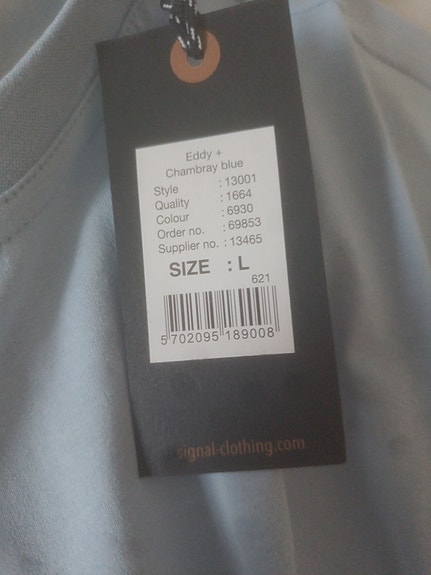 Eddy +
Chambray blue
Style : 13001
Quality : 1664
Colour : 6930
Order no. : 69853
Supplier no. : 13465
SIZE : L
621
5 702095 189008
signal-clothing.com